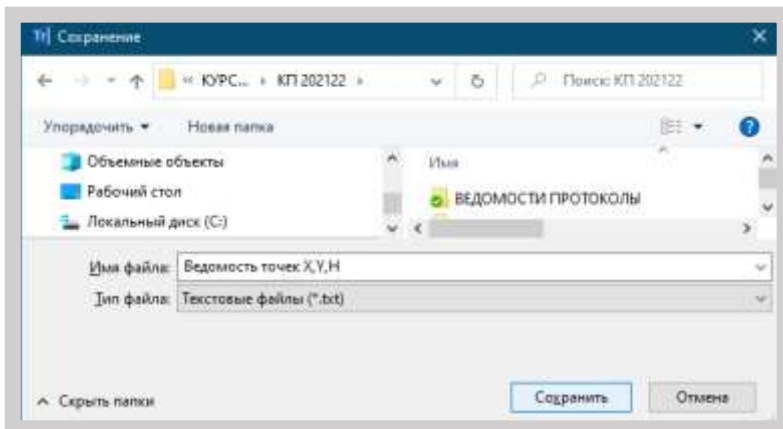 Сохранение
« КУРС... › КП 202122 ›
Поиск: КП 202122
Упорядочить
Новая папка
Объемные объекты
Рабочий стол
Локальный диск (C:)
Имя
ВЕДОМОСТИ ПРОТОКОЛЫ
Имя файла: Ведомость точек X,Y,H
Тип файла: Текстовые файлы (*.txt)
Скрыть папки
Сохранить
Отмена